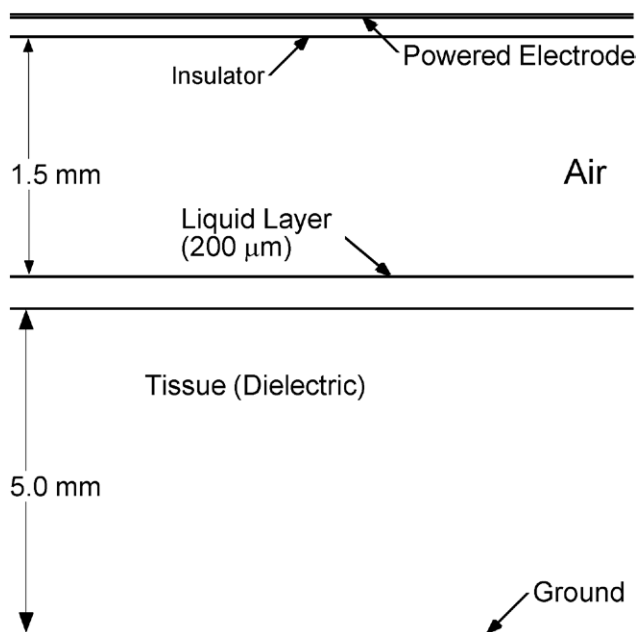 Powered Electrode
Insulator
1.5 mm
Air
Liquid Layer
(200 μm)
Tissue (Dielectric)
5.0 mm
Ground